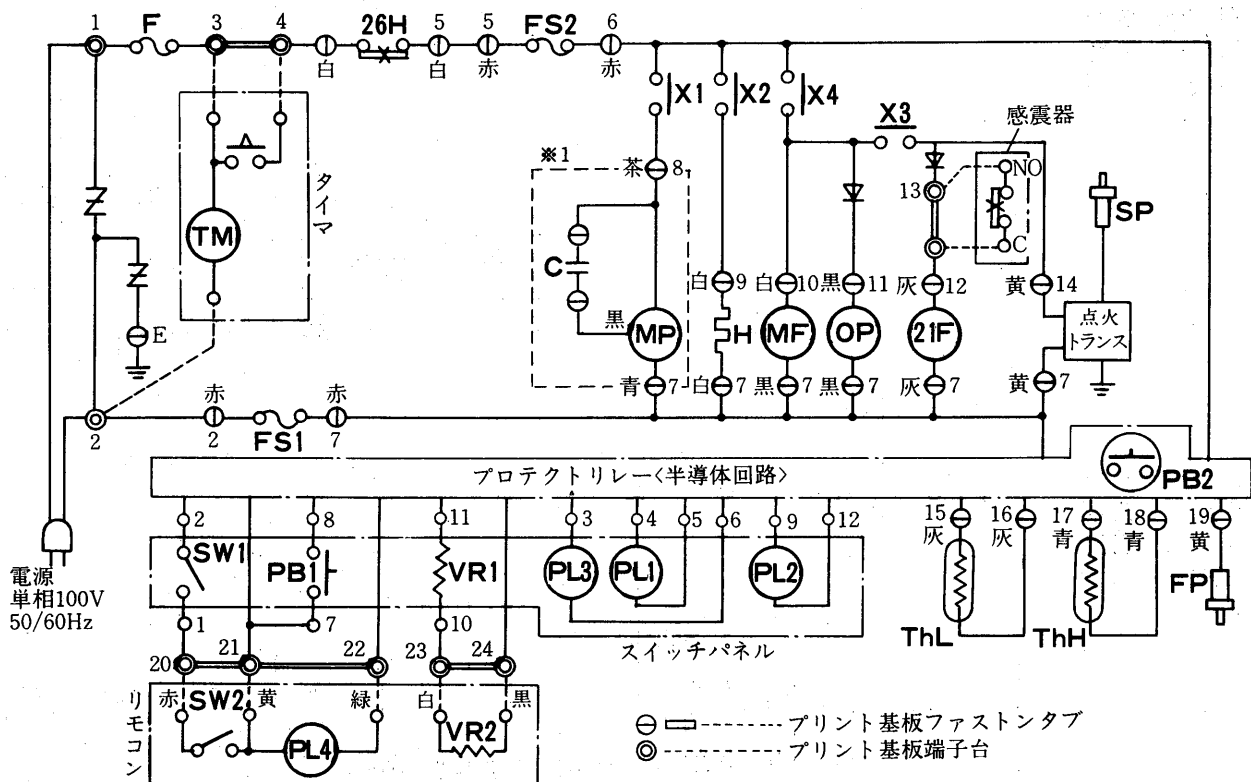 1 F 3 4 26H 5 5 FS2 6
白 白 赤 赤
X1 X2 X4
X3
感震器
NO
C
※1
茶 8
13
SP
タイマ
TM
C
黒
MP
青 7
白 9
H
白 7
白 10
MF
黒 7
黒 11
OP
黒 7
灰 12
21F
灰 7
黄 14
点火
トランス
黄 7
E
2
赤 赤
2 FS1 7
プロテクトリレー<半導体回路>
PB2
電源
単相100V
50/60Hz
2 8 11 3 4 5 6 9 12
15 16 17 18 19
灰 灰 青 青 黄
SW1 PB1 VR1 PL3 PL1 PL2
1 7 10
ThL ThH FP
スイッチパネル
20 21 22 23 24
リモコン
赤 SW2 黄 緑 白 黒
PL4 VR2
プリント基板ファストンタブ
プリント基板端子台